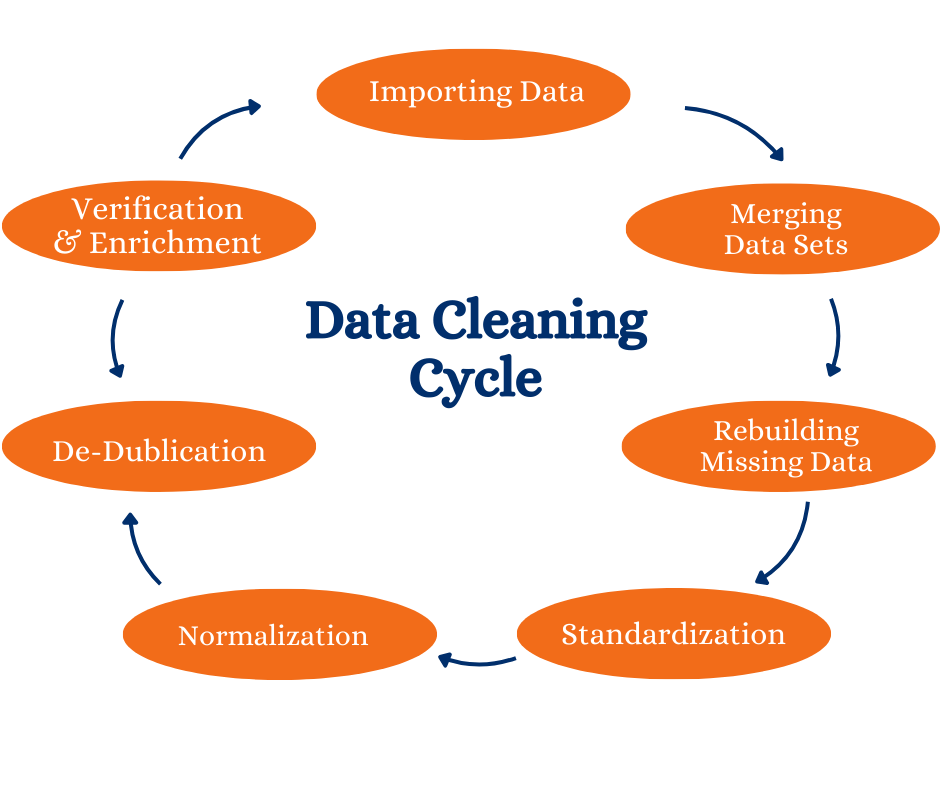 Importing Data
Verification
& Enrichment
Merging
Data Sets
Data Cleaning
Cycle
De-Dublication
Rebuilding
Missing Data
Normalization
Standardization